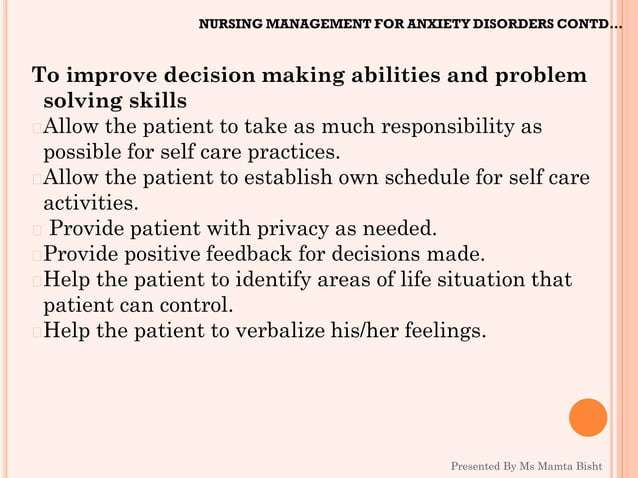 NURSING MANAGEMENT FOR ANXIETY DISORDERS CONTD...
To improve decision making abilities and problem
solving skills
Allow the patient to take as much responsibility as
possible for self care practices.
Allow the patient to establish own schedule for self care
activities.
Provide patient with privacy as needed.
Provide positive feedback for decisions made.
Help the patient to identify areas of life situation that
patient can control.
Help the patient to verbalize his/her feelings.
Presented By Ms Mamta Bisht